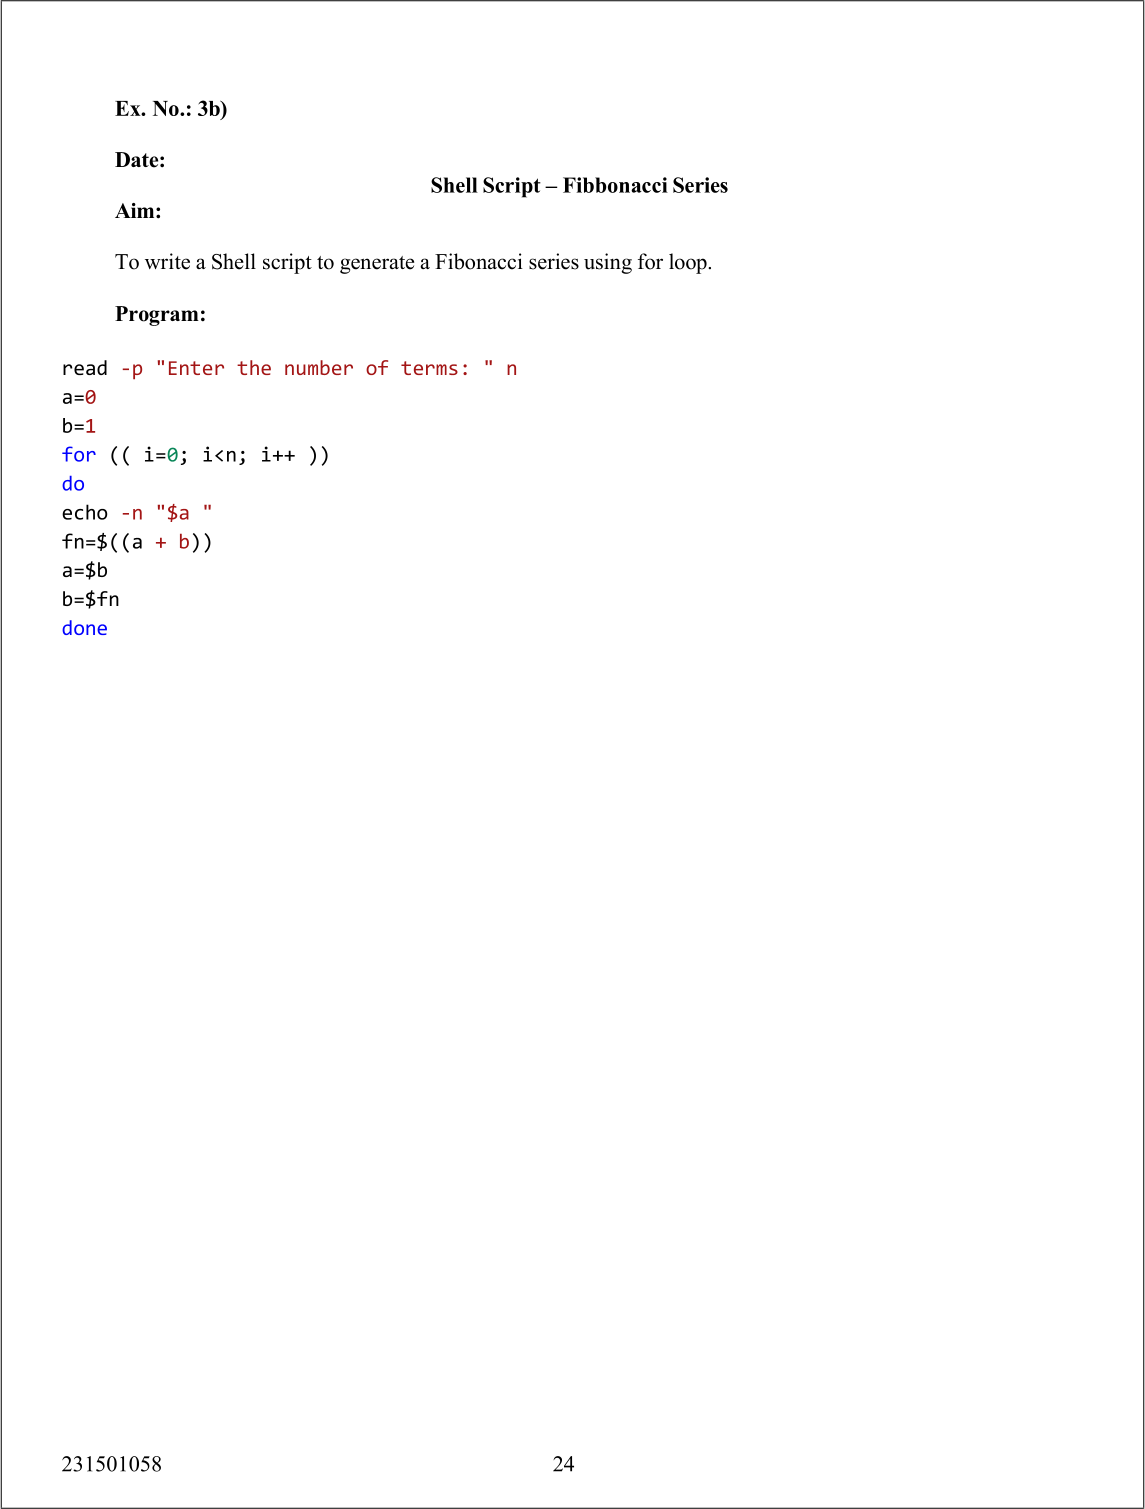 Ex. No.: 3b)
Date:
Shell Script – Fibbonacci Series
Aim:
To write a Shell script to generate a Fibonacci series using for loop.
Program:
read -p "Enter the number of terms: " n
a=0
b=1
for (( i=0; i<n; i++ ))
do
echo -n "$a "
fn=$((a + b))
a=$b
b=$fn
done
231501058 24